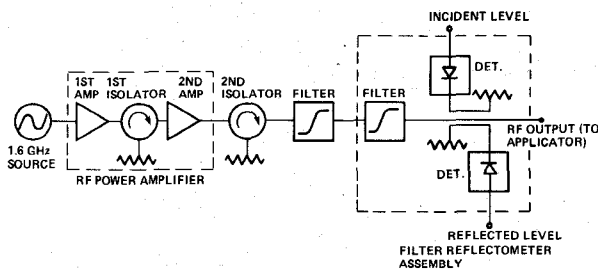 INCIDENT LEVEL
1ST
AMP
1ST
ISOLATOR
2ND
AMP
2ND
ISOLATOR
FILTER
FILTER
DET.
1.6 GHz
SOURCE
RF POWER AMPLIFIER
RF OUTPUT (TO
APPLICATOR)
DET.
REFLECTED LEVEL
FILTER REFLECTOMETER
ASSEMBLY